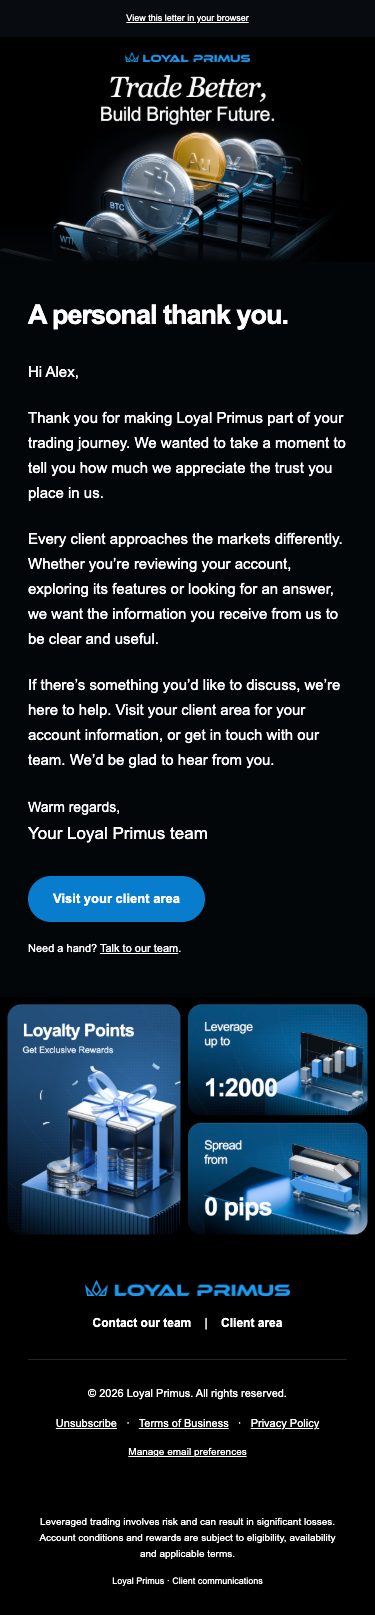 View this letter in your browser
LOYAL PRIMUS
Trade Better,
Build Brighter Future.
Au
BTC
WTI
A personal thank you.
Hi Alex,
Thank you for making Loyal Primus part of your
trading journey. We wanted to take a moment to
tell you how much we appreciate the trust you
place in us.
Every client approaches the markets differently.
Whether you’re reviewing your account,
exploring its features or looking for an answer,
we want the information you receive from us to
be clear and useful.
If there’s something you’d like to discuss, we’re
here to help. Visit your client area for your
account information, or get in touch with our
team. We’d be glad to hear from you.
Warm regards,
Your Loyal Primus team
Visit your client area
Need a hand? Talk to our team.
Loyalty Points
Get Exclusive Rewards
Leverage
up to
1:2000
Spread
from
0 pips
LOYAL PRIMUS
Contact our team | Client area
© 2026 Loyal Primus. All rights reserved.
Unsubscribe · Terms of Business · Privacy Policy
Manage email preferences
Leveraged trading involves risk and can result in significant losses.
Account conditions and rewards are subject to eligibility, availability
and applicable terms.
Loyal Primus · Client communications